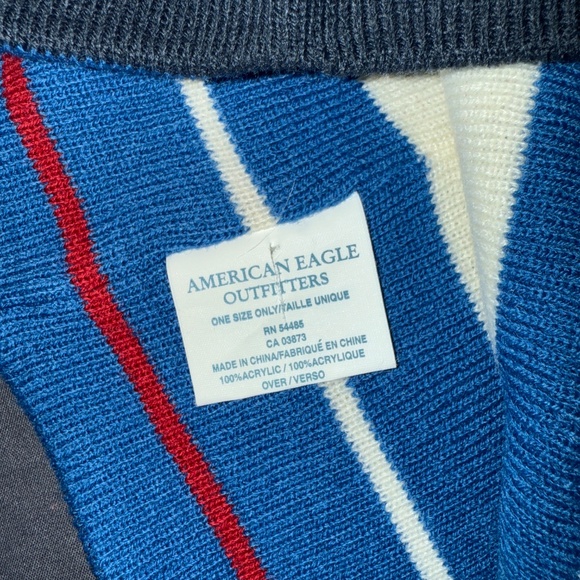 AMERICAN EAGLE
OUTFITTERS
ONE SIZE ONLY/TAILLE UNIQUE
RN 54485
CA 03873
MADE IN CHINA/FABRIQUÉ EN CHINE
100%ACRYLIC / 100%ACRYLIQUE
OVER / VERSO